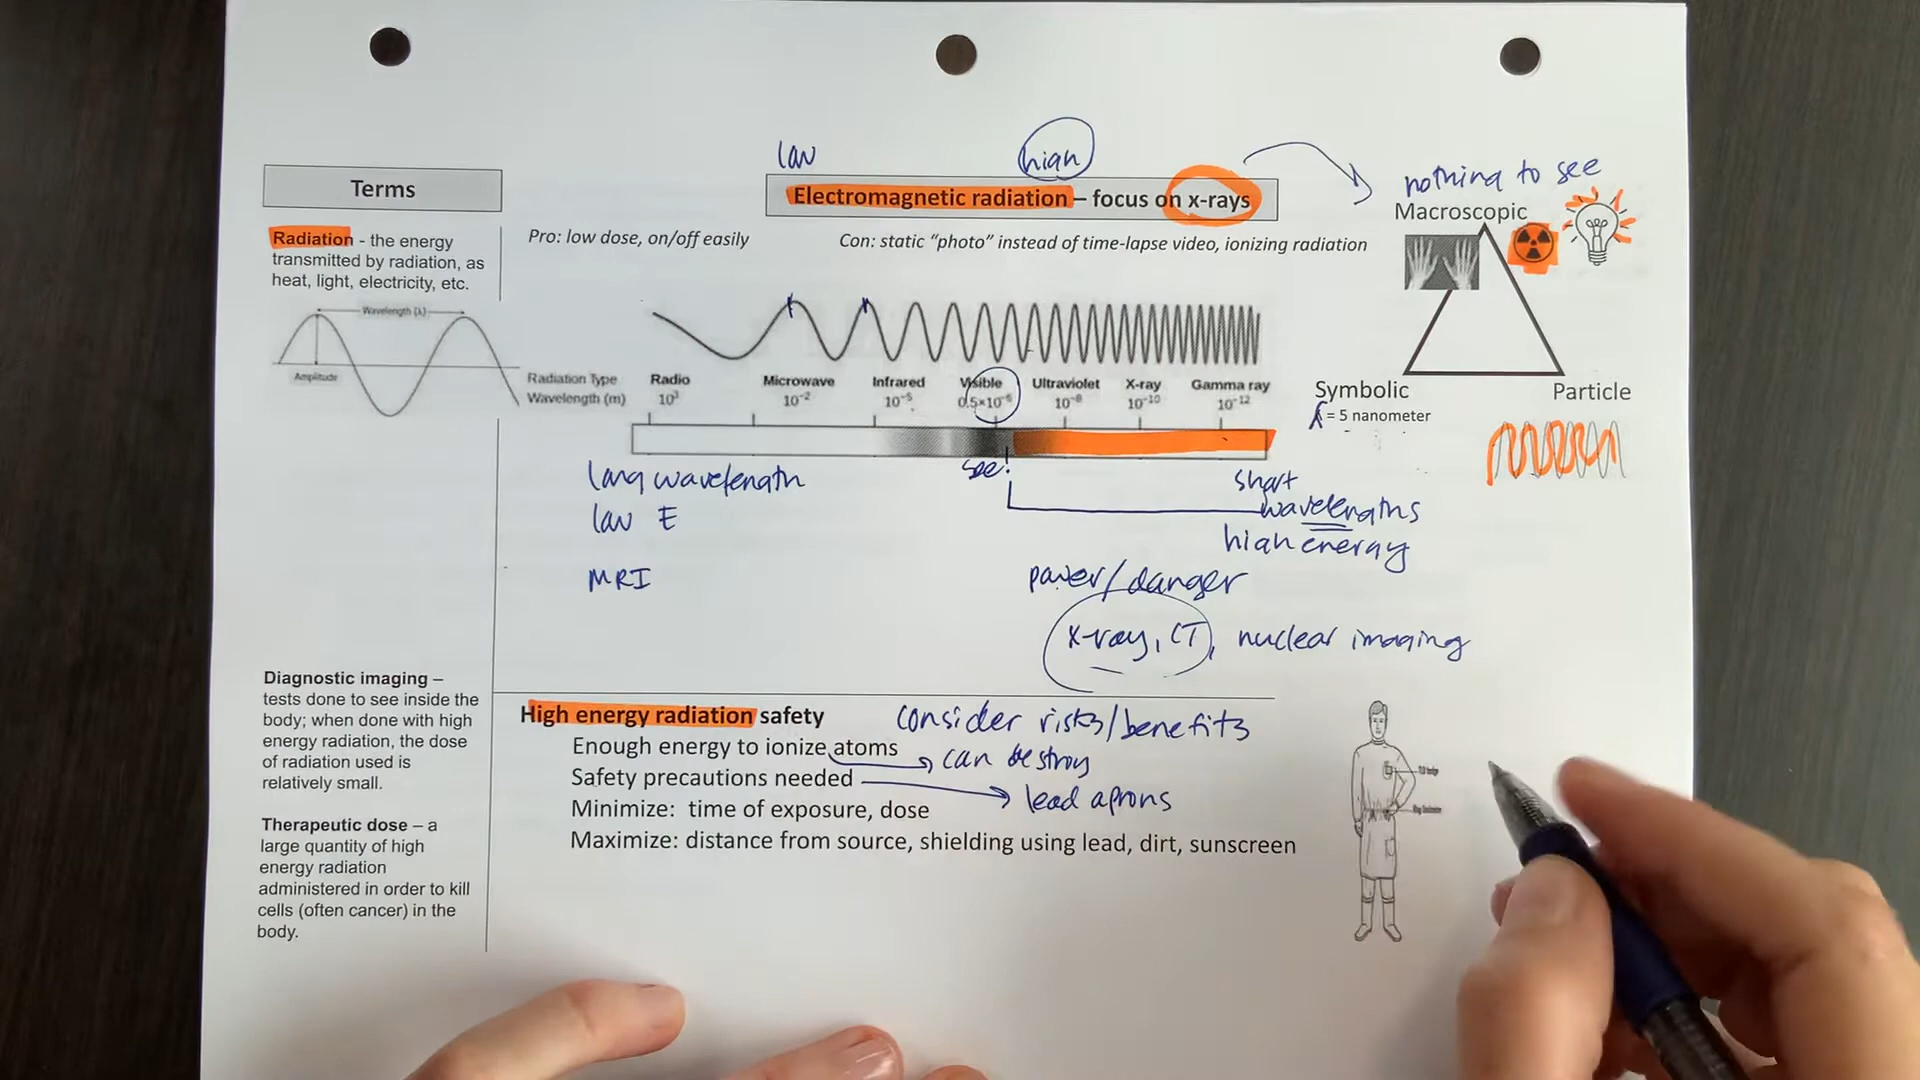 low
high
Terms
Electromagnetic radiation – focus on x-rays
nothing to see
Macroscopic
Radiation - the energy
transmitted by radiation, as
heat, light, electricity, etc.
Pro: low dose, on/off easily
Con: static “photo” instead of time-lapse video, ionizing radiation
Wavelength (λ)
Amplitude
Radiation Type Radio Microwave Infrared Visible Ultraviolet X-ray Gamma ray
Wavelength (m) 10³ 10⁻² 10⁻⁵ 0.5×10⁻⁶ 10⁻⁸ 10⁻¹⁰ 10⁻¹²
Symbolic
Particle
λ = 5 nanometer
see!
long wavelength
low E
MRI
short
wavelengths
high energy
power/danger
x-ray, CT, nuclear imaging
Diagnostic imaging –
tests done to see inside the
body; when done with high
energy radiation, the dose
of radiation used is
relatively small.
Therapeutic dose – a
large quantity of high
energy radiation
administered in order to kill
cells (often cancer) in the
body.
High energy radiation safety
consider risks/benefits
Enough energy to ionize atoms
can destroy
Safety precautions needed
lead aprons
Minimize: time of exposure, dose
Maximize: distance from source, shielding using lead, dirt, sunscreen